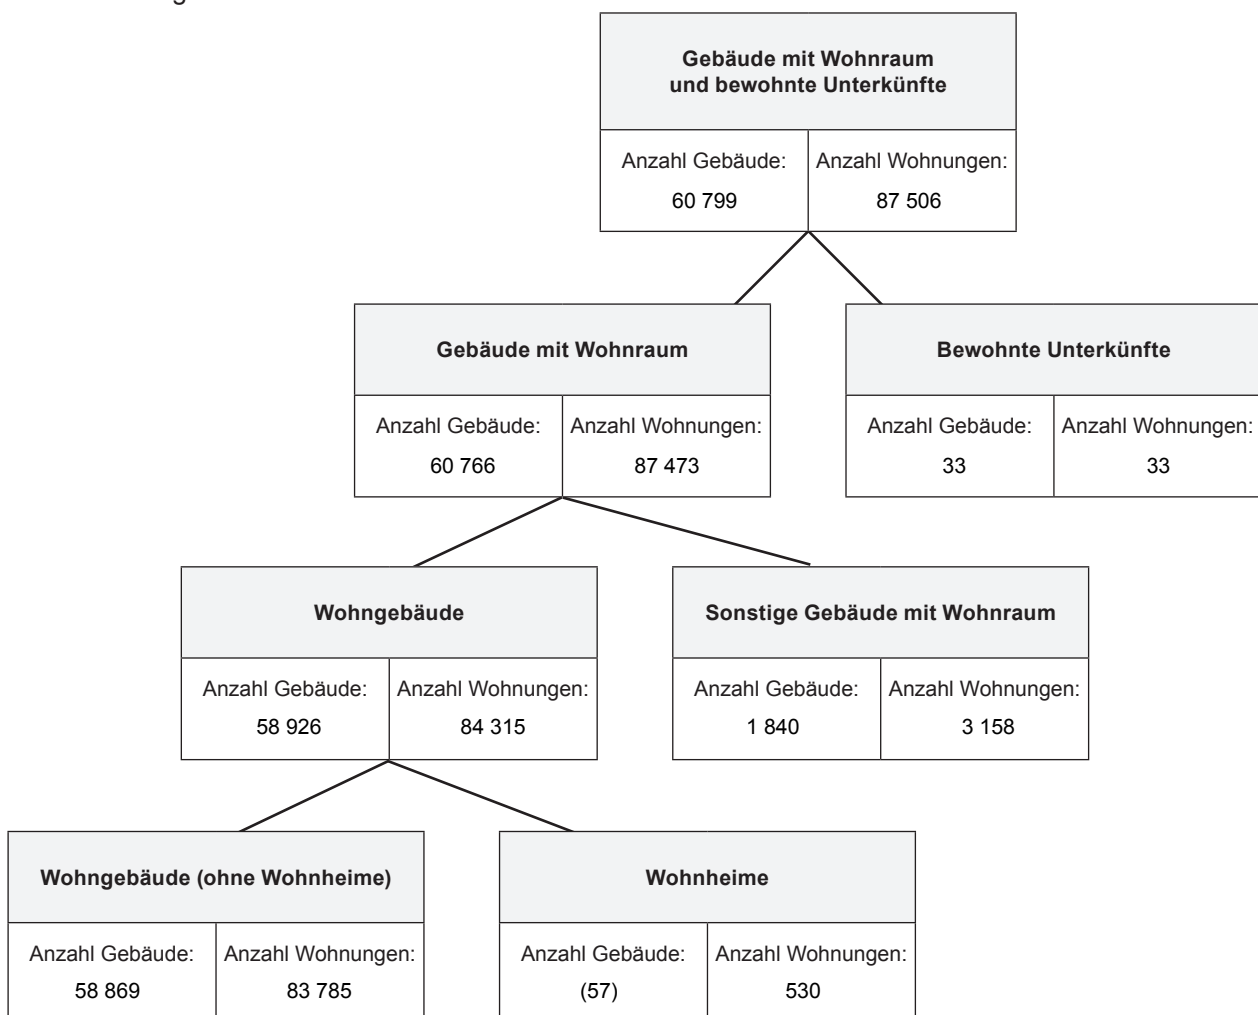 Gebäude mit Wohnraum
und bewohnte Unterkünfte
Anzahl Gebäude: Anzahl Wohnungen:
60 799 87 506
Gebäude mit Wohnraum
Anzahl Gebäude: Anzahl Wohnungen:
60 766 87 473
Bewohnte Unterkünfte
Anzahl Gebäude: Anzahl Wohnungen:
33 33
Wohngebäude
Anzahl Gebäude: Anzahl Wohnungen:
58 926 84 315
Sonstige Gebäude mit Wohnraum
Anzahl Gebäude: Anzahl Wohnungen:
1 840 3 158
Wohngebäude (ohne Wohnheime)
Anzahl Gebäude: Anzahl Wohnungen:
58 869 83 785
Wohnheime
Anzahl Gebäude: Anzahl Wohnungen:
(57) 530